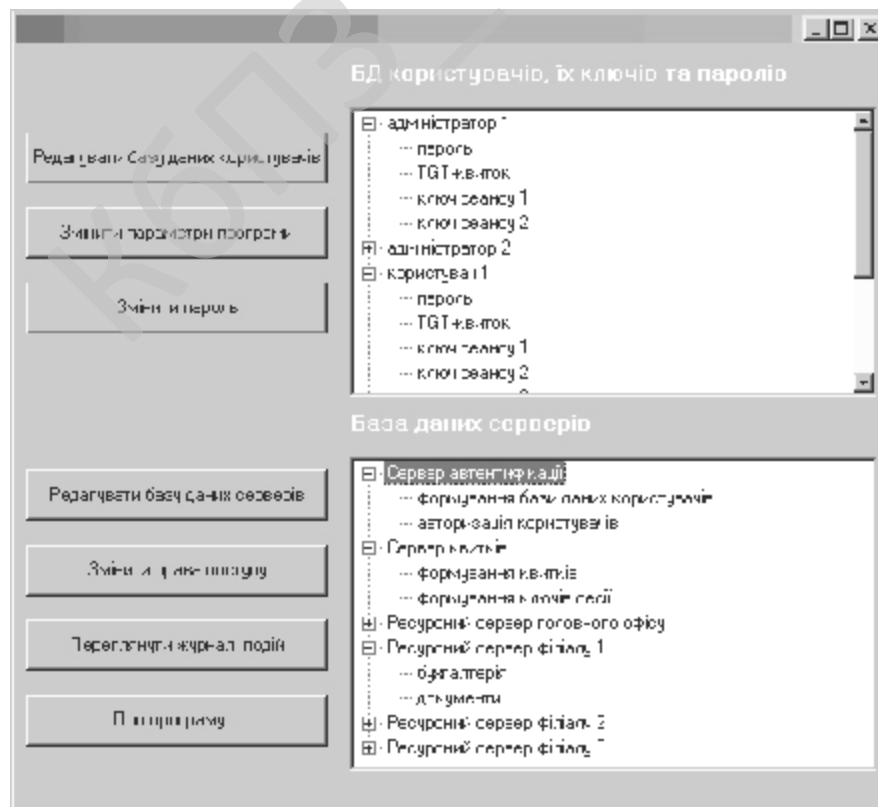 БД користувачів, їх ключів та паролів
Редагувати базу даних користувачів
Змінити параметри програми
Змінити пароль
адміністратор 1
пароль
TGT-квиток
ключ сеансу 1
ключ сеансу 2
адміністратор 2
користувач 1
пароль
TGT-квиток
ключ сеансу 1
ключ сеансу 2
База даних серверів
Редагувати базу даних серверів
Змінити права доступу
Переглянути журнал подій
Про програму
Сервер автентифікації
формування бази даних користувачів
авторизація користувачів
Сервер квитків
формування квитків
формування ключів сесії
Ресурсний сервер головного офісу
Ресурсний сервер філіалу 1
бухгалтерія
документи
Ресурсний сервер філіалу 2
Ресурсний сервер філіалу
КбПЗ_